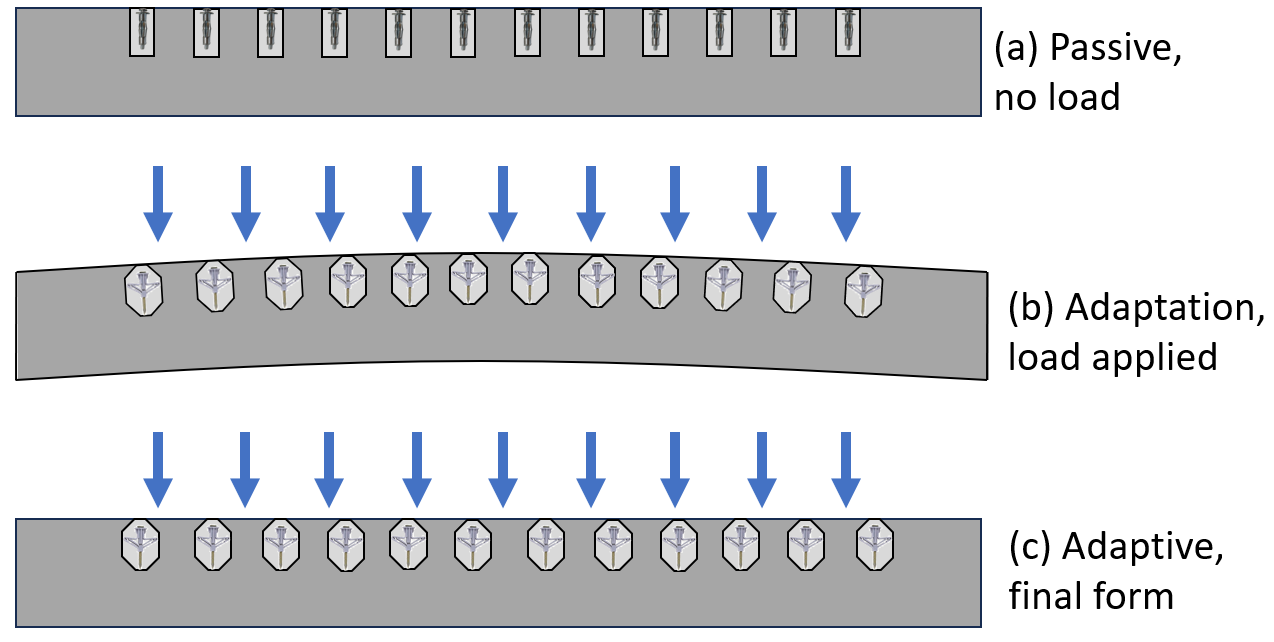 (a) Passive,
no load
(b) Adaptation,
load applied
(c) Adaptive,
final form